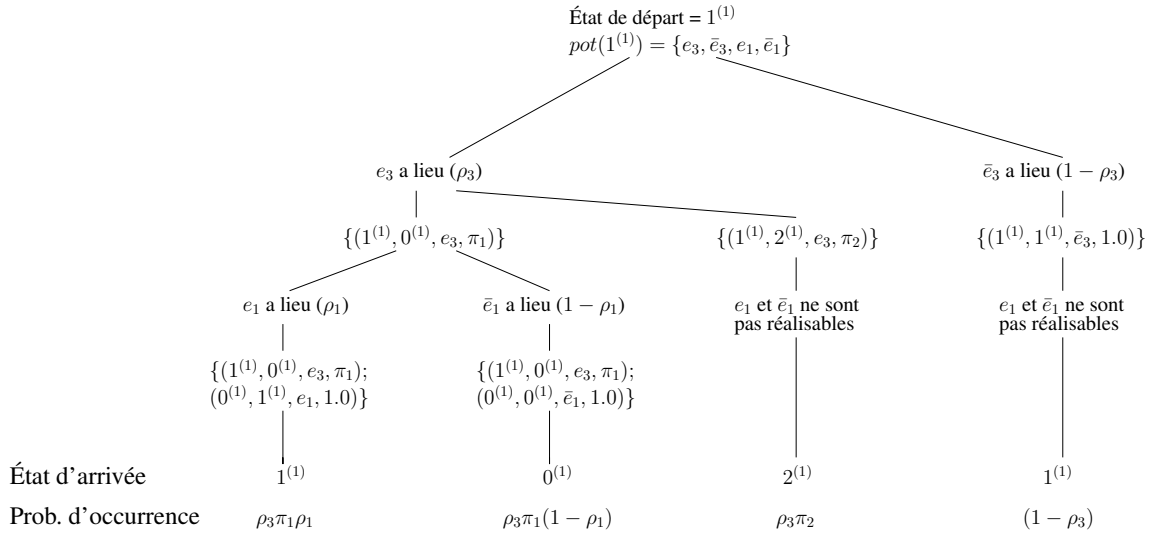 État de départ = 1^{(1)}
pot(1^{(1)}) = {e_3, ē_3, e_1, ē_1}
e_3 a lieu (ρ_3)
ē_3 a lieu (1 − ρ_3)
{(1^{(1)}, 0^{(1)}, e_3, π_1)}
{(1^{(1)}, 2^{(1)}, e_3, π_2)}
{(1^{(1)}, 1^{(1)}, ē_3, 1.0)}
e_1 a lieu (ρ_1)
ē_1 a lieu (1 − ρ_1)
e_1 et ē_1 ne sont
pas réalisables
e_1 et ē_1 ne sont
pas réalisables
{(1^{(1)}, 0^{(1)}, e_3, π_1);
(0^{(1)}, 1^{(1)}, e_1, 1.0)}
{(1^{(1)}, 0^{(1)}, e_3, π_1);
(0^{(1)}, 0^{(1)}, ē_1, 1.0)}
État d'arrivée 1^{(1)} 0^{(1)} 2^{(1)} 1^{(1)}
Prob. d'occurrence ρ_3π_1ρ_1 ρ_3π_1(1 − ρ_1) ρ_3π_2 (1 − ρ_3)